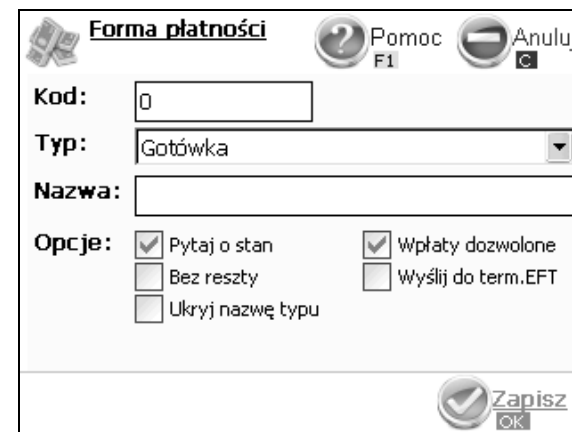 Forma płatności
Pomoc
F1
Anuluj
C
Kod: 0
Typ: Gotówka
Nazwa:
Opcje: Pytaj o stan Wpłaty dozwolone
Bez reszty Wyślij do term.EFT
Ukryj nazwę typu
Zapisz
OK